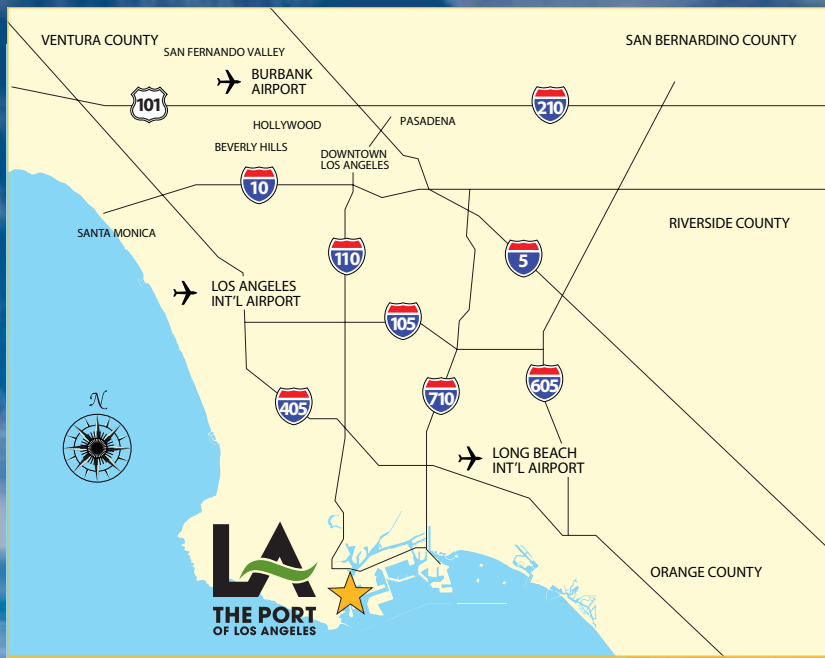 VENTURA COUNTY
SAN FERNANDO VALLEY
SAN BERNARDINO COUNTY
BURBANK
AIRPORT
101
210
HOLLYWOOD
PASADENA
BEVERLY HILLS
DOWNTOWN
LOS ANGELES
10
SANTA MONICA
RIVERSIDE COUNTY
110
5
LOS ANGELES
INT'L AIRPORT
105
605
710
405
N
LONG BEACH
INT'L AIRPORT
LA
THE PORT
OF LOS ANGELES
ORANGE COUNTY